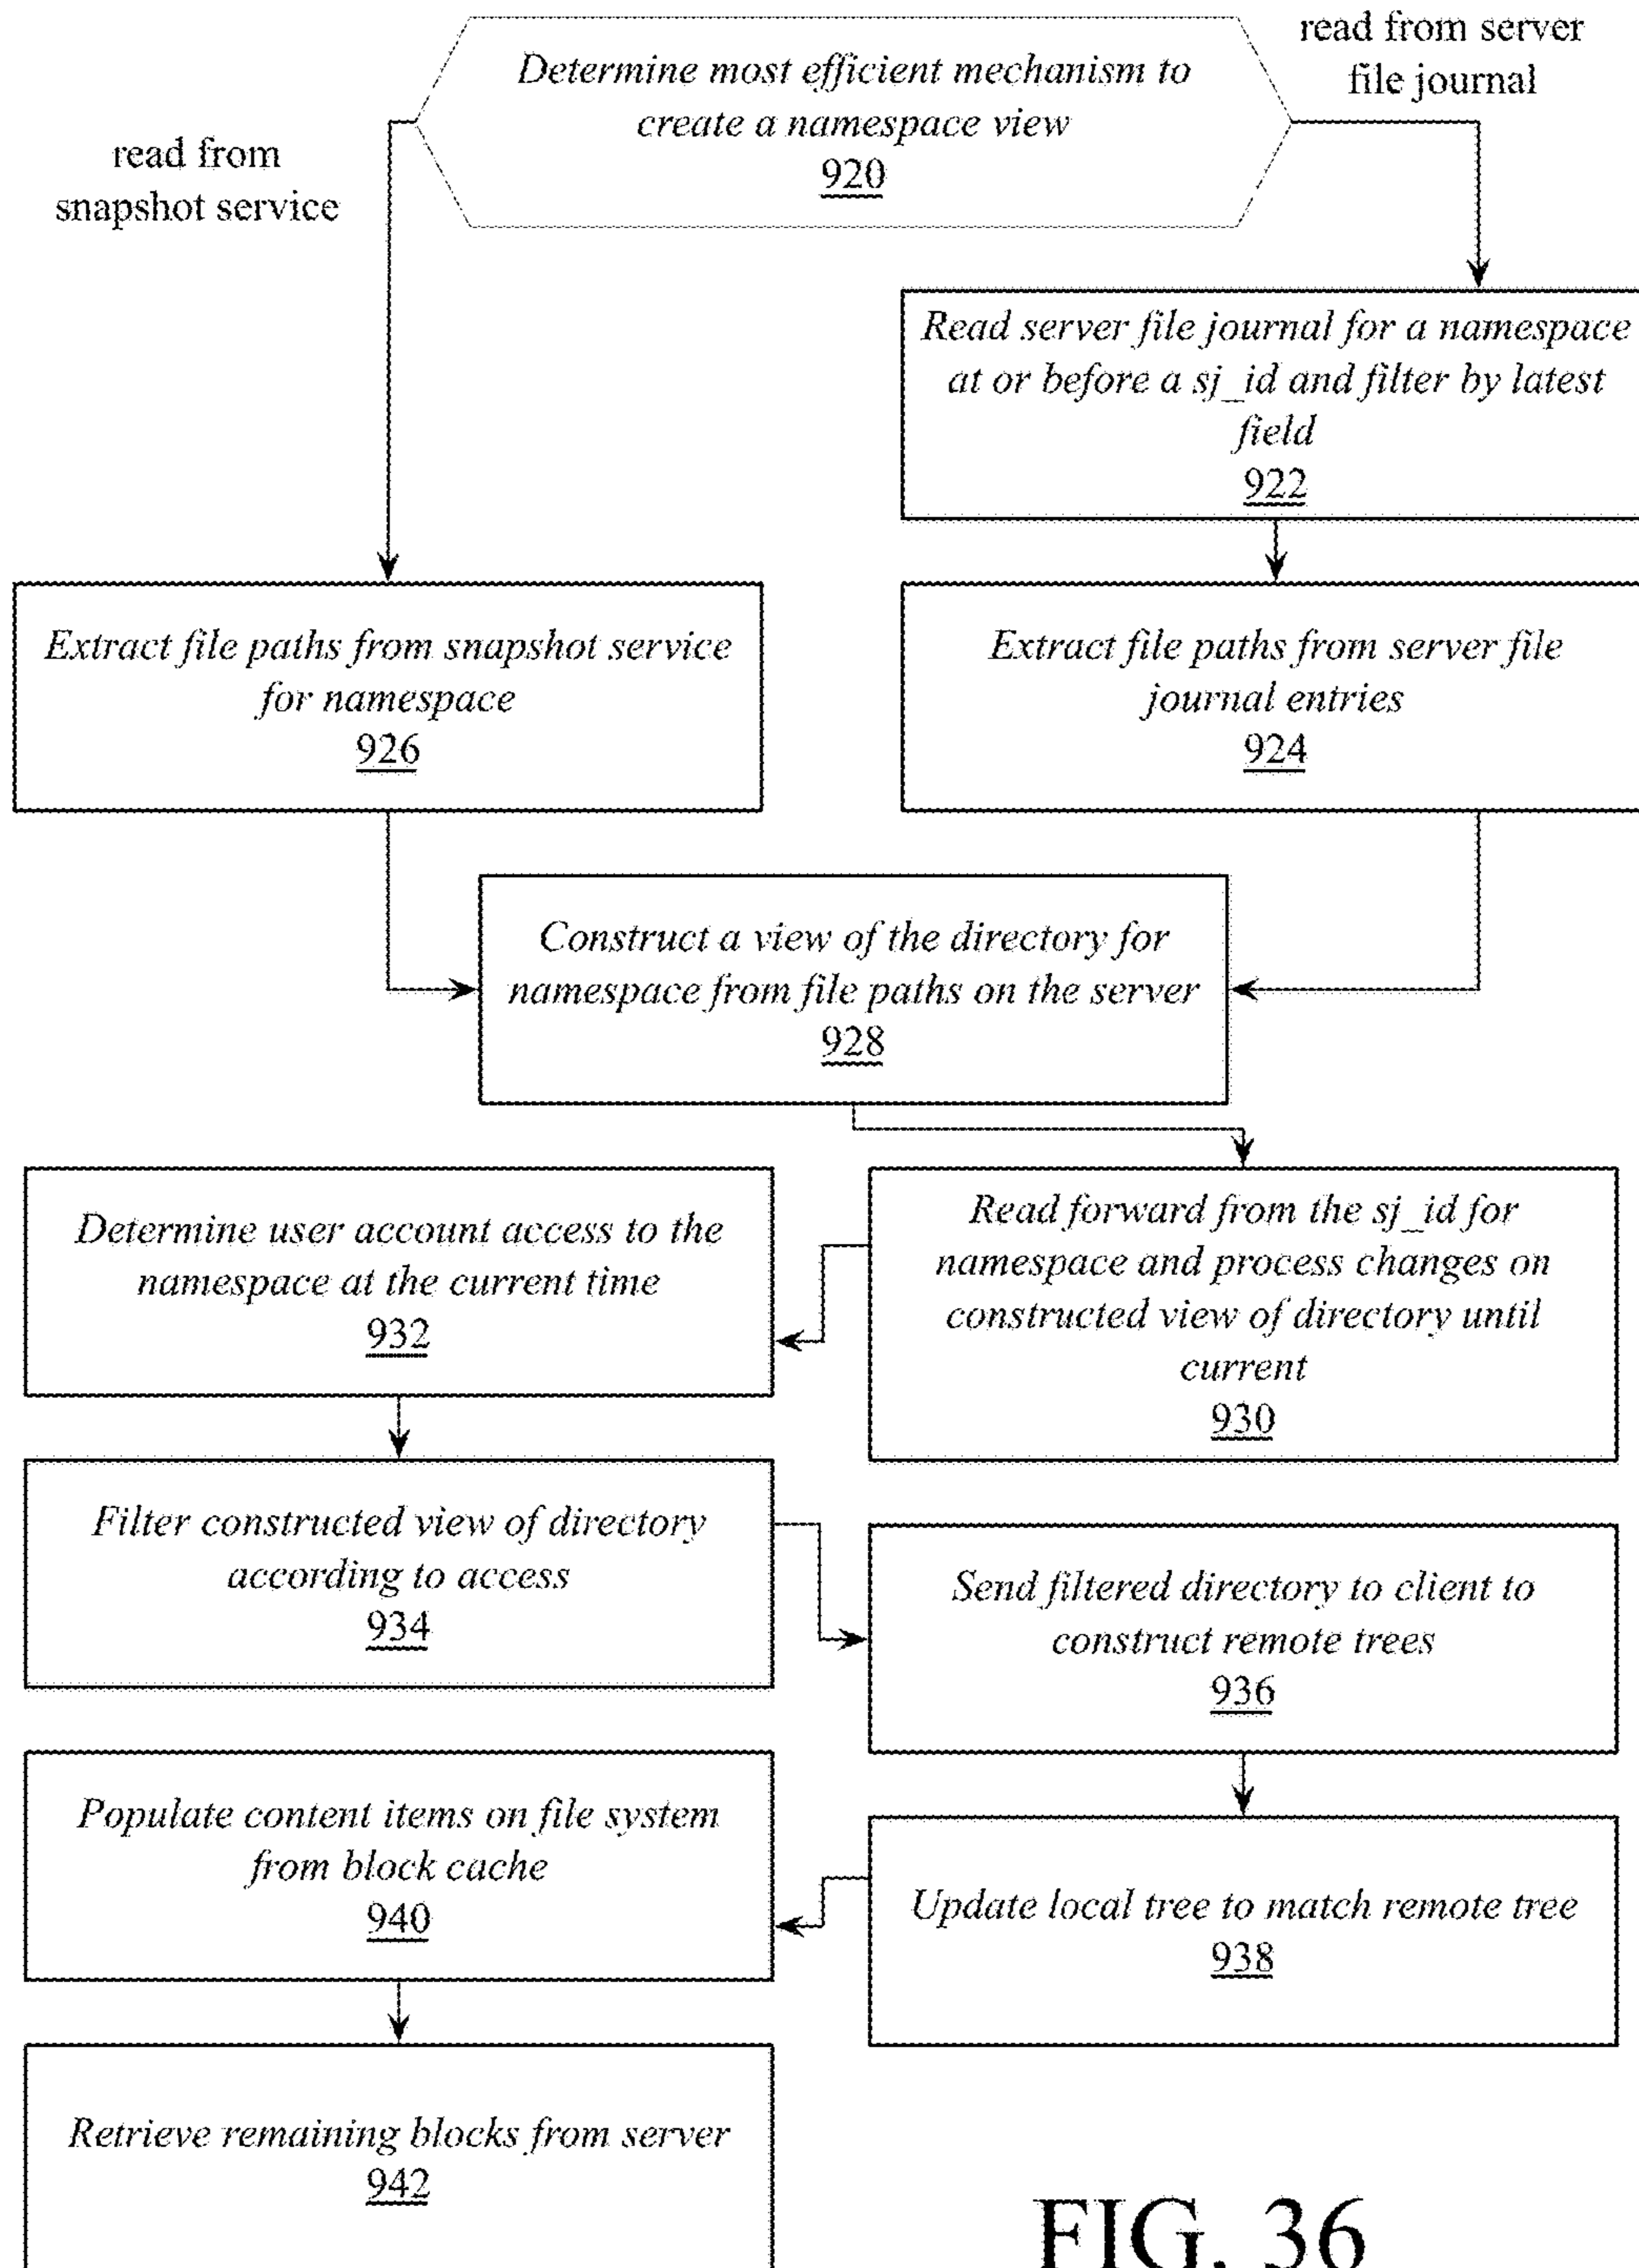 read from server
file journal
Determine most efficient mechanism to
create a namespace view
920
read from
snapshot service
Read server file journal for a namespace
at or before a sj_id and filter by latest
field
922
Extract file paths from snapshot service
for namespace
926
Extract file paths from server file
journal entries
924
Construct a view of the directory for
namespace from file paths on the server
928
Determine user account access to the
namespace at the current time
932
Read forward from the sj_id for
namespace and process changes on
constructed view of directory until
current
930
Filter constructed view of directory
according to access
934
Send filtered directory to client to
construct remote trees
936
Populate content items on file system
from block cache
940
Update local tree to match remote tree
938
Retrieve remaining blocks from server
942
FIG. 36